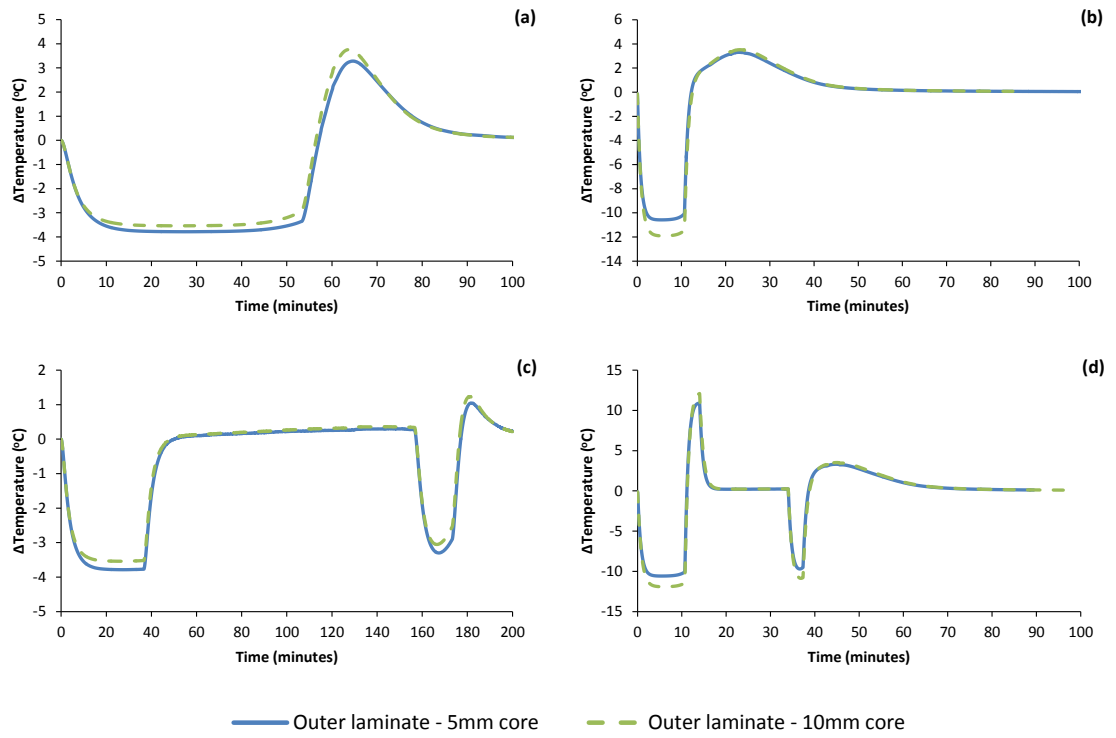 (a)
5
4
3
2
1
0
-1
-2
-3
-4
-5
ΔTemperature (ºC)
0 10 20 30 40 50 60 70 80 90 100
Time (minutes)
(b)
6
4
2
0
-2
-4
-6
-8
-10
-12
-14
ΔTemperature (ºC)
0 10 20 30 40 50 60 70 80 90 100
Time (minutes)
(c)
2
1
0
-1
-2
-3
-4
-5
ΔTemperature (ºC)
0 20 40 60 80 100 120 140 160 180 200
Time (minutes)
(d)
15
10
5
0
-5
-10
-15
ΔTemperature (ºC)
0 10 20 30 40 50 60 70 80 90 100
Time (minutes)
Outer laminate - 5mm core Outer laminate - 10mm core